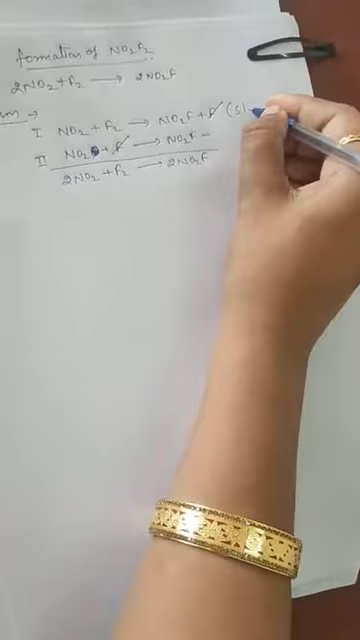 formation of NO₂F₂
2NO₂ + F₂ ⟶ 2NO₂F
I NO₂ + F₂ ⟶ NO₂F + F (Sl
II NO₂ + F ⟶ NO₂F –
2NO₂ + F₂ ⟶ 2NO₂F